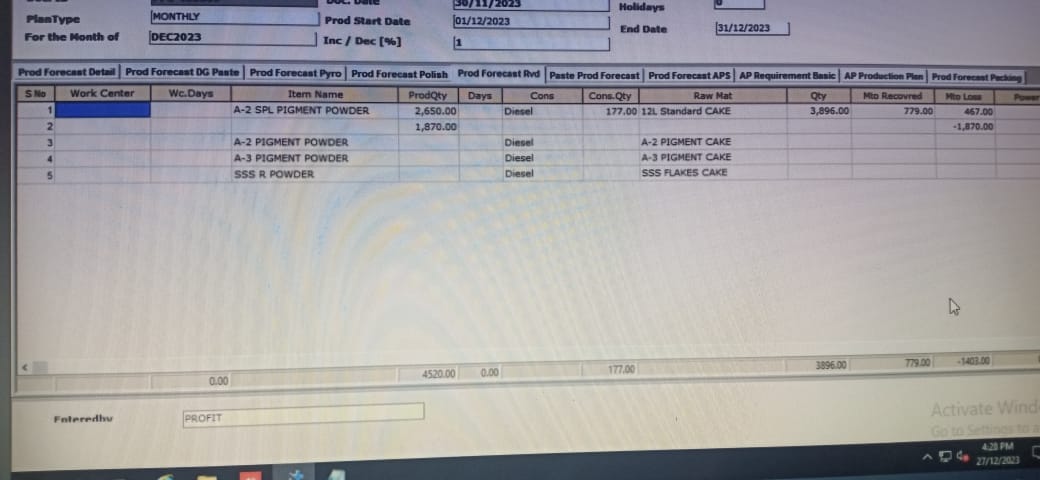 30/11/2023 Holidays 0
PlanType MONTHLY Prod Start Date 01/12/2023 End Date 31/12/2023
For the Month of DEC2023 Inc / Dec [%] 1
Prod Forecast Detail Prod Forecast DG Paste Prod Forecast Pyro Prod Forecast Polish Prod Forecast Rvd Paste Prod Forecast Prod Forecast APS AP Requirement Basic AP Production Plan Prod Forecast Packing
S No Work Center Wc.Days Item Name ProdQty Days Cons Cons.Qty Raw Mat Qty Mto Recovred Mto Loss Power
1 A-2 SPL PIGMENT POWDER 2,650.00 Diesel 177.00 12L Standard CAKE 3,896.00 779.00 467.00
2 1,870.00 -1,870.00
3 A-2 PIGMENT POWDER Diesel A-2 PIGMENT CAKE
4 A-3 PIGMENT POWDER Diesel A-3 PIGMENT CAKE
5 SSS R POWDER Diesel SSS FLAKES CAKE
0.00 4520.00 0.00 177.00 3896.00 779.00 -1403.00
Enteredby PROFIT
Activate Wind
Go to Settings to a
4:28 PM
27/12/2023